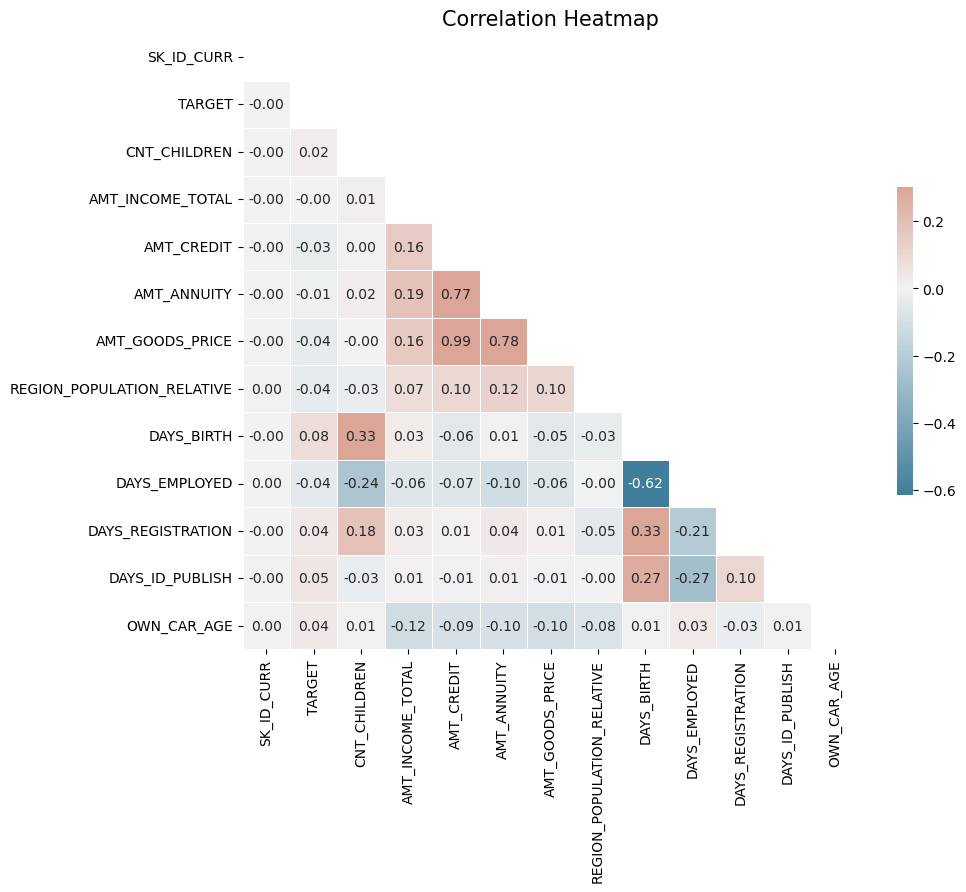 Correlation Heatmap
SK_ID_CURR
TARGET -0.00
CNT_CHILDREN -0.00 0.02
AMT_INCOME_TOTAL -0.00 -0.00 0.01
AMT_CREDIT -0.00 -0.03 0.00 0.16
AMT_ANNUITY -0.00 -0.01 0.02 0.19 0.77
AMT_GOODS_PRICE -0.00 -0.04 -0.00 0.16 0.99 0.78
REGION_POPULATION_RELATIVE 0.00 -0.04 -0.03 0.07 0.10 0.12 0.10
DAYS_BIRTH -0.00 0.08 0.33 0.03 -0.06 0.01 -0.05 -0.03
DAYS_EMPLOYED 0.00 -0.04 -0.24 -0.06 -0.07 -0.10 -0.06 -0.00 -0.62
DAYS_REGISTRATION -0.00 0.04 0.18 0.03 0.01 0.04 0.01 -0.05 0.33 -0.21
DAYS_ID_PUBLISH -0.00 0.05 -0.03 0.01 -0.01 0.01 -0.01 -0.00 0.27 -0.27 0.10
OWN_CAR_AGE 0.00 0.04 0.01 -0.12 -0.09 -0.10 -0.10 -0.08 0.01 0.03 -0.03 0.01
SK_ID_CURR
TARGET
CNT_CHILDREN
AMT_INCOME_TOTAL
AMT_CREDIT
AMT_ANNUITY
AMT_GOODS_PRICE
REGION_POPULATION_RELATIVE
DAYS_BIRTH
DAYS_EMPLOYED
DAYS_REGISTRATION
DAYS_ID_PUBLISH
OWN_CAR_AGE
0.2
0.0
−0.2
−0.4
−0.6